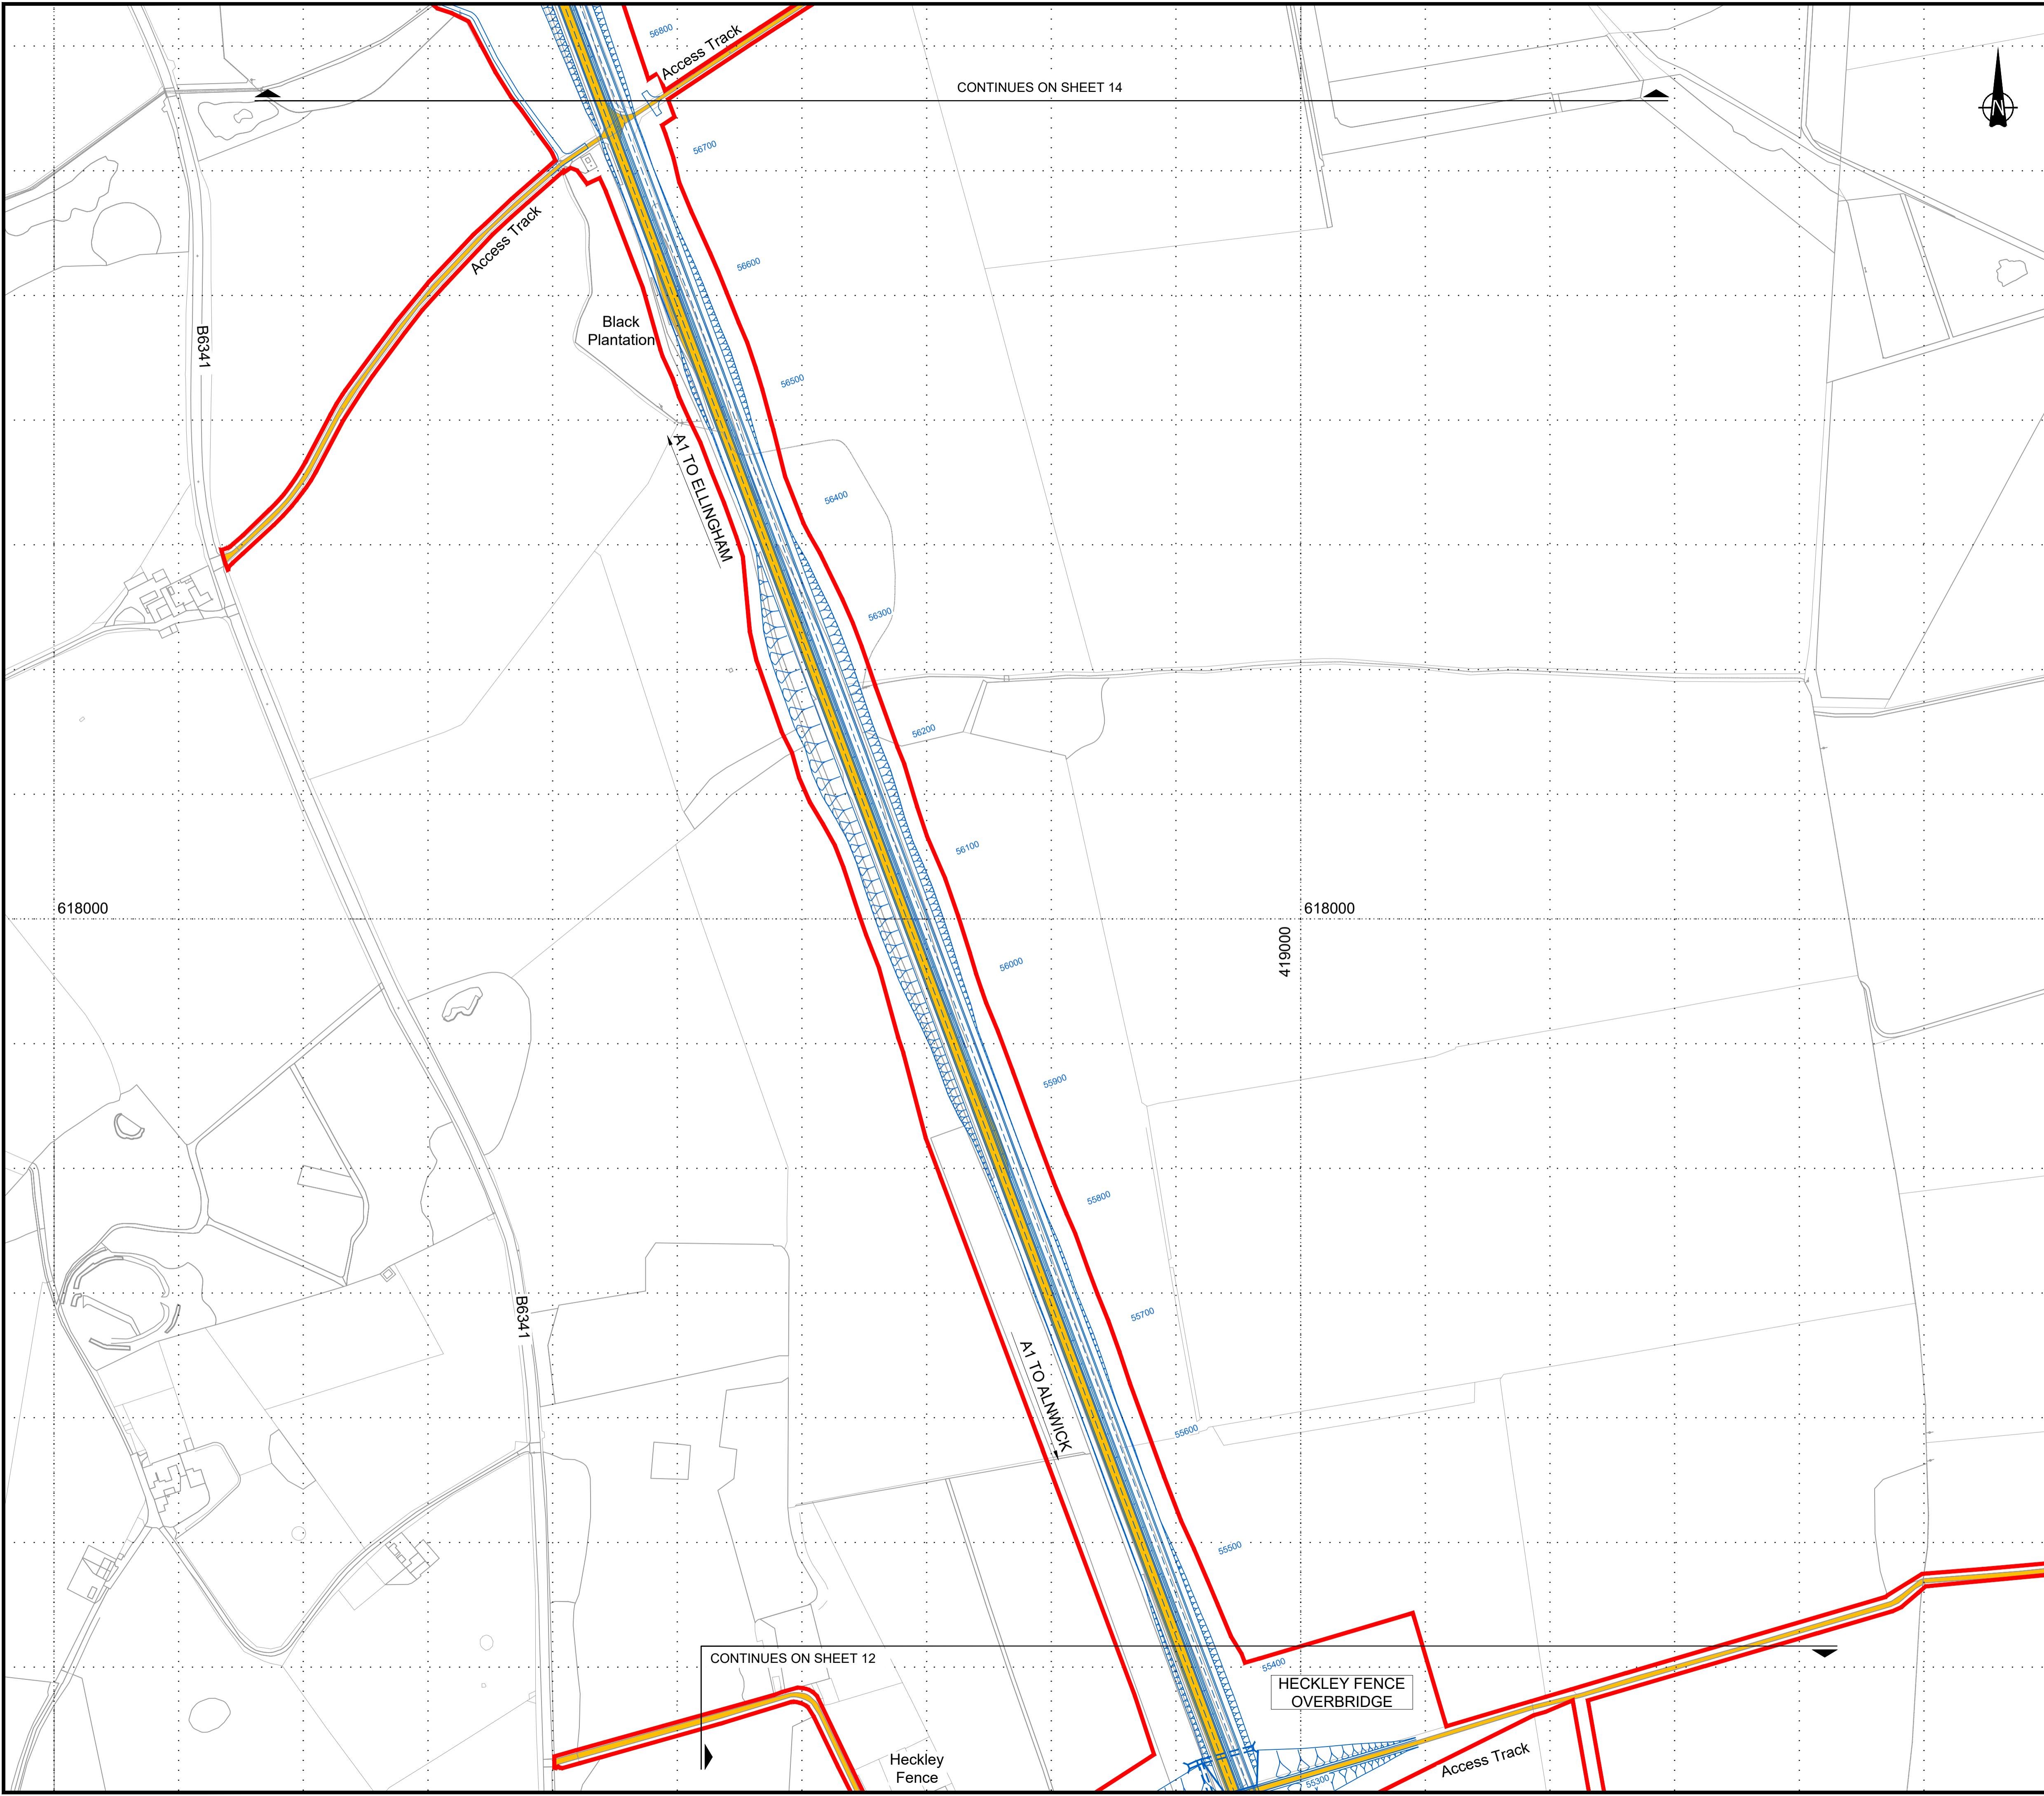 56800
Access Track
CONTINUES ON SHEET 14
N
56700
Access Track
56600
Black
Plantation
B6341
56500
A1 TO ELLINGHAM
56400
56300
56200
56100
618000
618000
419000
56000
55900
55800
B6341
55700
A1 TO ALNWICK
55600
55500
CONTINUES ON SHEET 12
55400
HECKLEY FENCE
OVERBRIDGE
Heckley
Fence
Access Track
55300